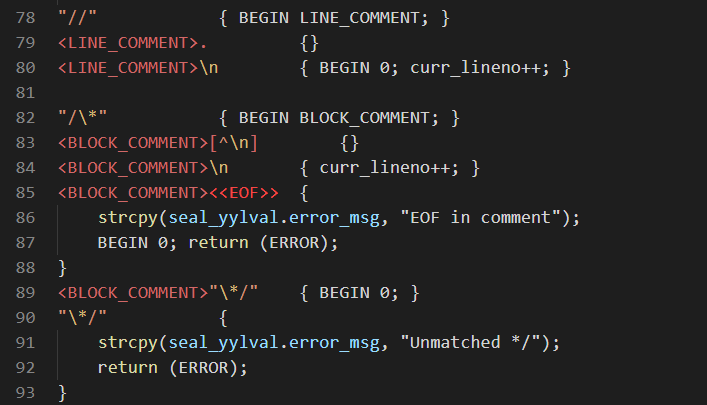 78 "//"            { BEGIN LINE_COMMENT; }
79 <LINE_COMMENT>.         {}
80 <LINE_COMMENT>\n        { BEGIN 0; curr_lineno++; }
81
82 "/\*"           { BEGIN BLOCK_COMMENT; }
83 <BLOCK_COMMENT>[^\n]        {}
84 <BLOCK_COMMENT>\n       { curr_lineno++; }
85 <BLOCK_COMMENT><<EOF>>  {
86     strcpy(seal_yylval.error_msg, "EOF in comment");
87     BEGIN 0; return (ERROR);
88 }
89 <BLOCK_COMMENT>"\*/"    { BEGIN 0; }
90 "\*/"           {
91     strcpy(seal_yylval.error_msg, "Unmatched */");
92     return (ERROR);
93 }